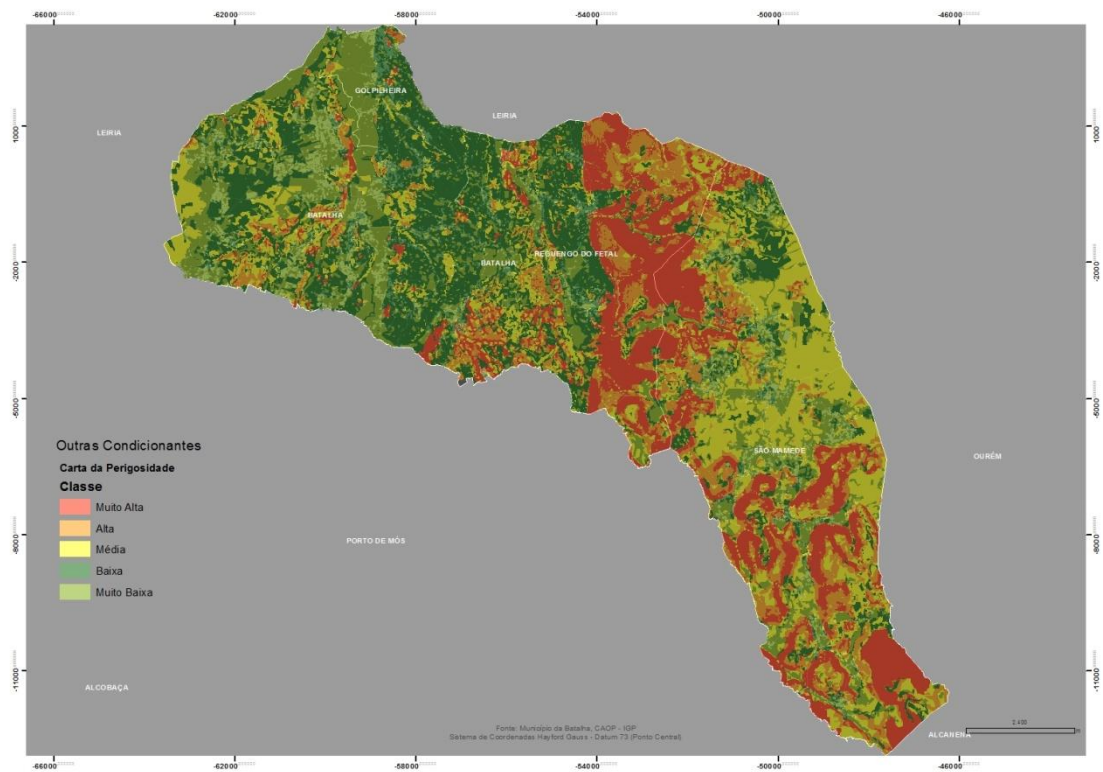 -66000 -62000 -58000 -54000 -50000 -46000
GOLPILHEIRA
LEIRIA
LEIRIA
1000
1000
BATALHA
REGUENGO DO FETAL
BATALHA
-2000
-2000
-5000
-5000
Outras Condicionantes
Carta da Perigosidade
Classe
Muito Alta
Alta
Média
Baixa
Muito Baixa
SÃO MAMEDE
OURÉM
-8000
-8000
PORTO DE MÓS
-11000
-11000
ALCOBAÇA
Fonte: Município da Batalha, CAOP - IGP
Sistema de Coordenadas Hayford Gauss - Datum 73 (Ponto Central)
ALCANENA
m
-66000 -62000 -58000 -54000 -50000 -46000